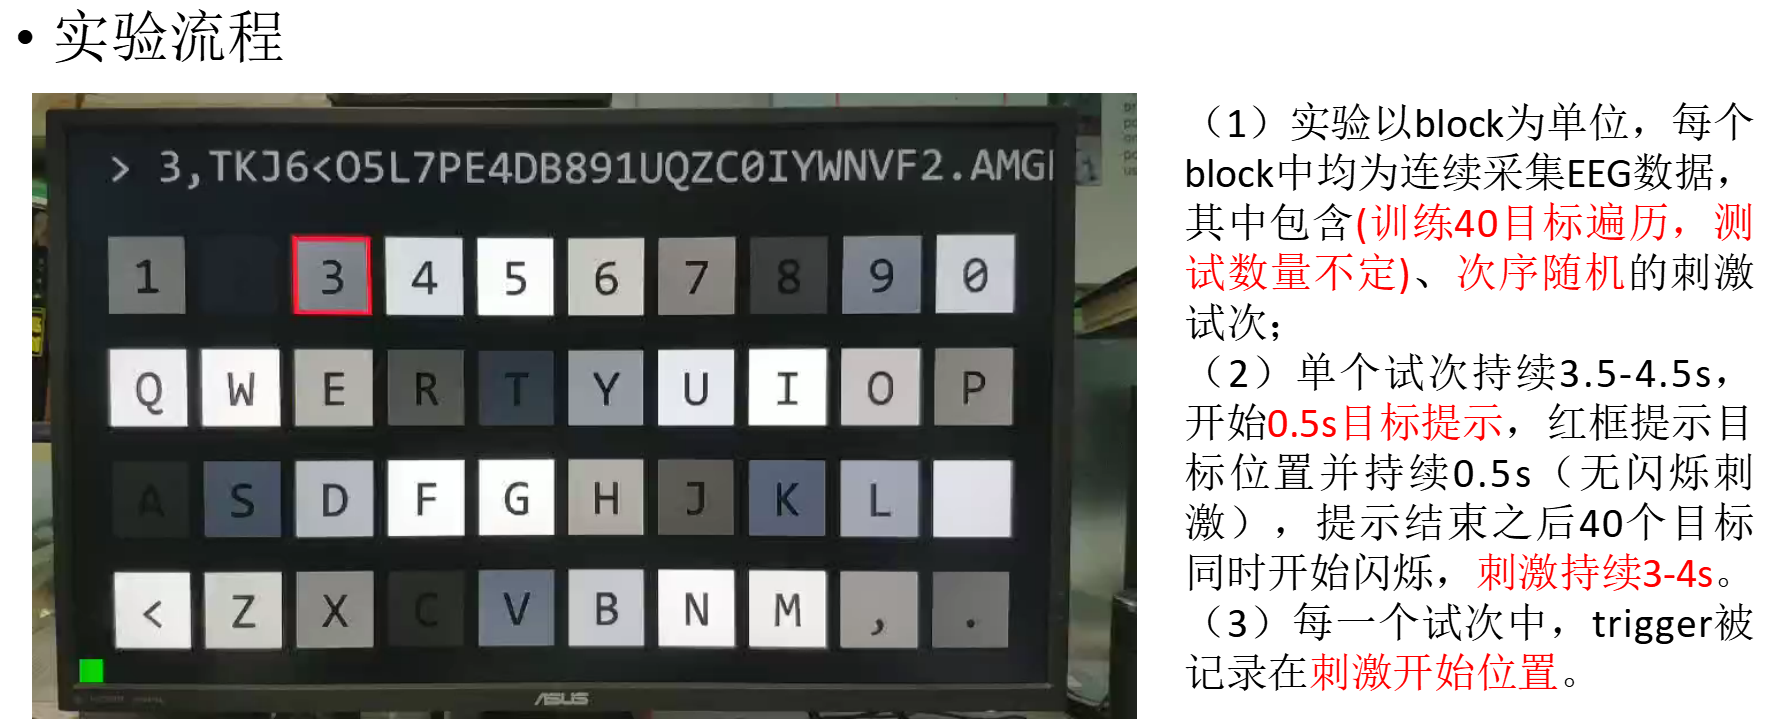 • 实验流程
> 3,TKJ6<O5L7PE4DB891UQZC0IYWNVF2.AMG
1 3 4 5 6 7 8 9 0
Q W E R T Y U I O P
A S D F G H J K L
< Z X C V B N M , .
ASUS
（1）实验以block为单位，每个
block中均为连续采集EEG数据，
其中包含(训练40目标遍历，测
试数量不定)、次序随机的刺激
试次；
（2）单个试次持续3.5-4.5s，
开始0.5s目标提示，红框提示目
标位置并持续0.5s（无闪烁刺
激），提示结束之后40个目标
同时开始闪烁，刺激持续3-4s。
（3）每一个试次中，trigger被
记录在刺激开始位置。